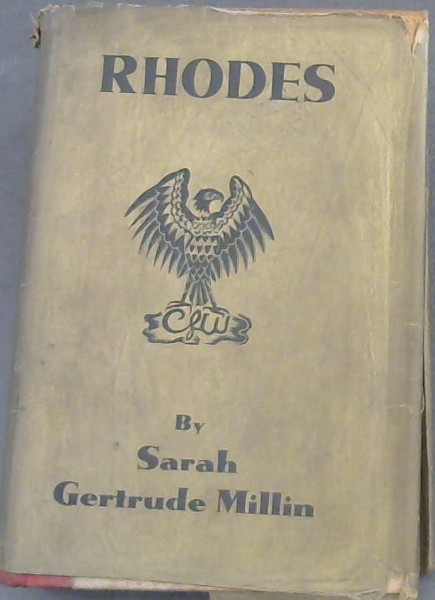 RHODES
C&W
By
Sarah
Gertrude Millin